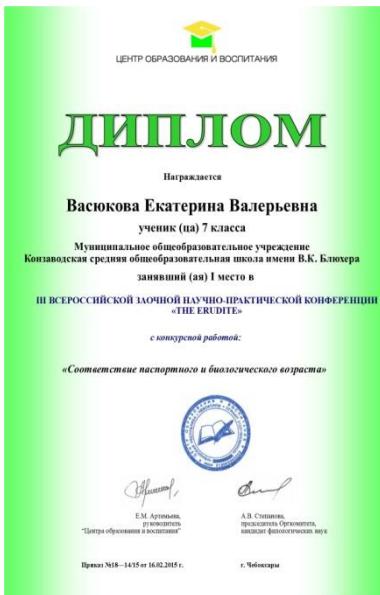 ЦЕНТР ОБРАЗОВАНИЯ И ВОСПИТАНИЯ
ДИПЛОМ
Награждается
Васюкова Екатерина Валерьевна
ученик (ца) 7 класса
Муниципальное общеобразовательное учреждение
Конзаводская средняя общеобразовательная школа имени В.К. Блюхера
занявший (ая) I место в
III ВСЕРОССИЙСКОЙ ЗАОЧНОЙ НАУЧНО-ПРАКТИЧЕСКОЙ КОНФЕРЕНЦИИ
«THE ERUDITE»
с конкурсной работой:
«Соответствие паспортного и биологического возраста»
Е.М. Артемьева,
руководитель
"Центра образования и воспитания"
А.В. Степанова,
председатель Оргкомитета,
кандидат филологических наук
Приказ №18—14/15 от 16.02.2015 г.
г. Чебоксары